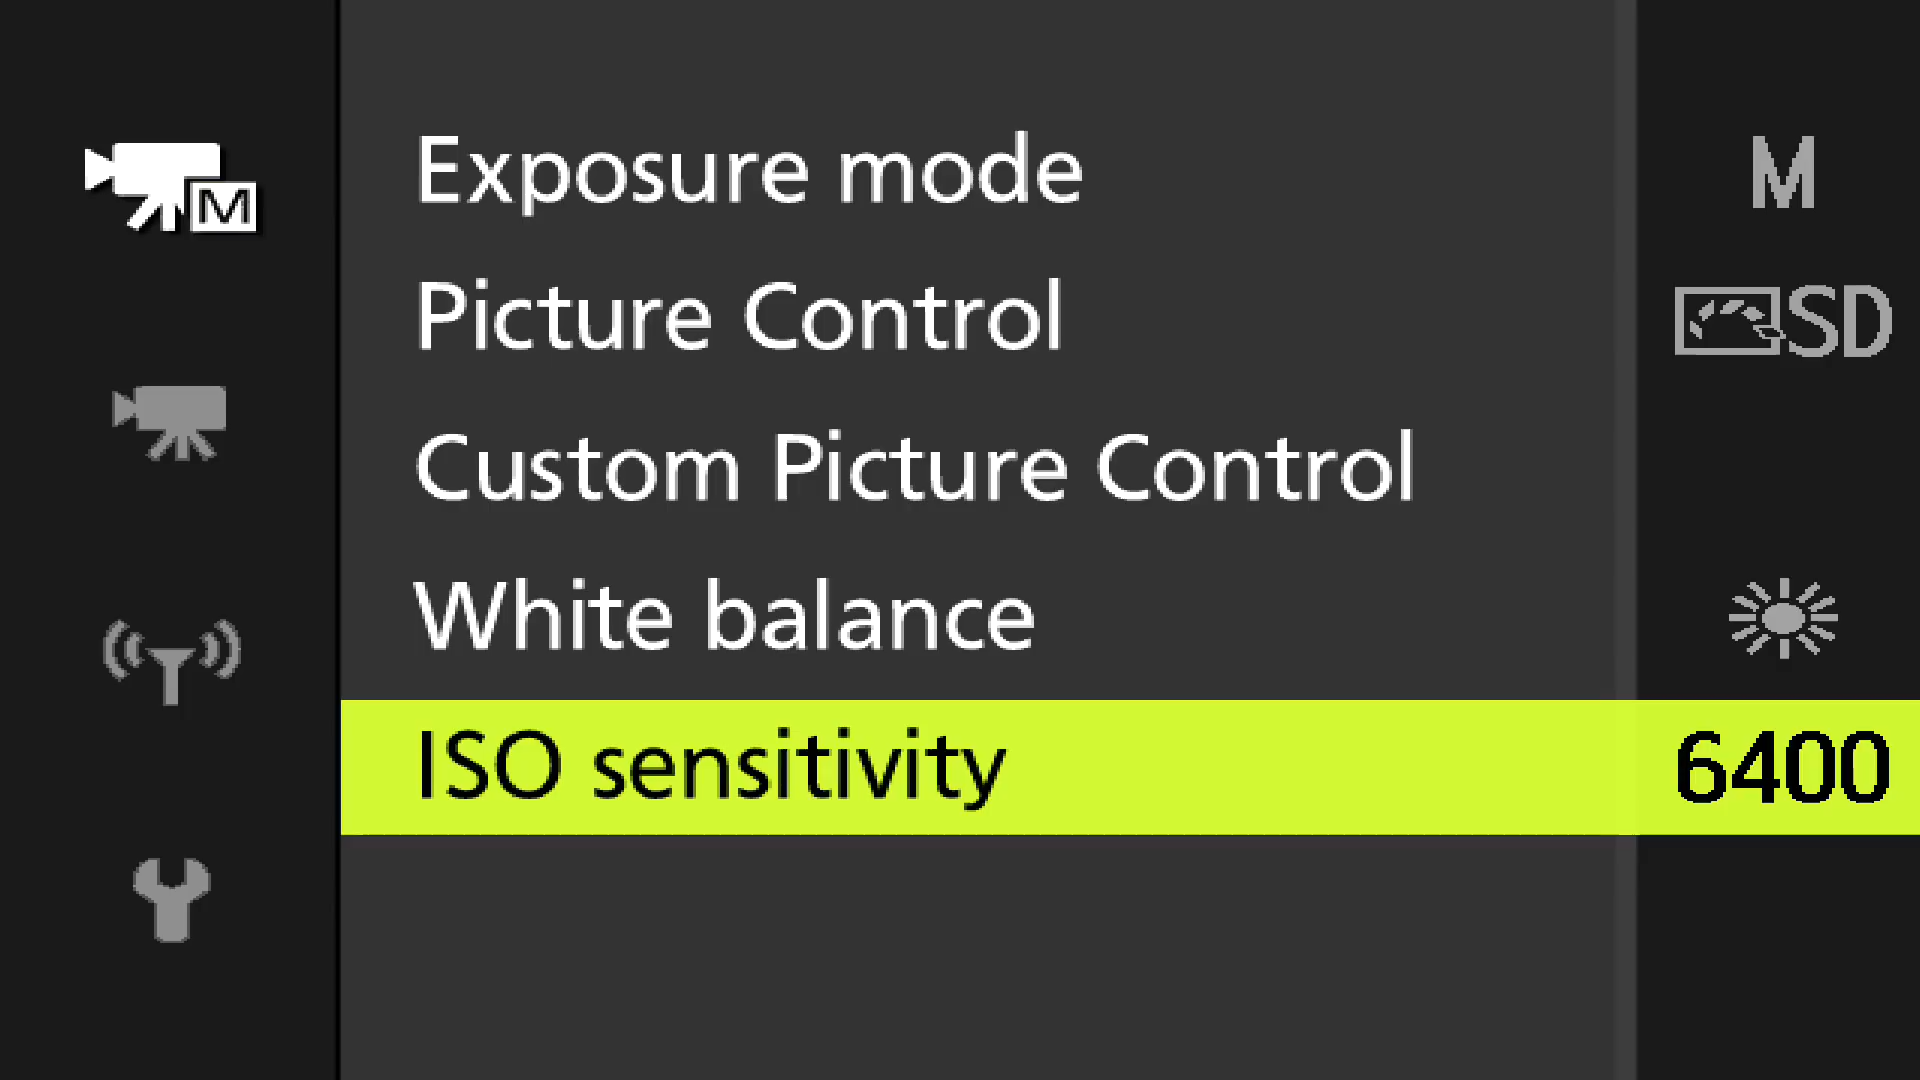 M
Exposure mode M
Picture Control SD
Custom Picture Control
White balance
ISO sensitivity 6400